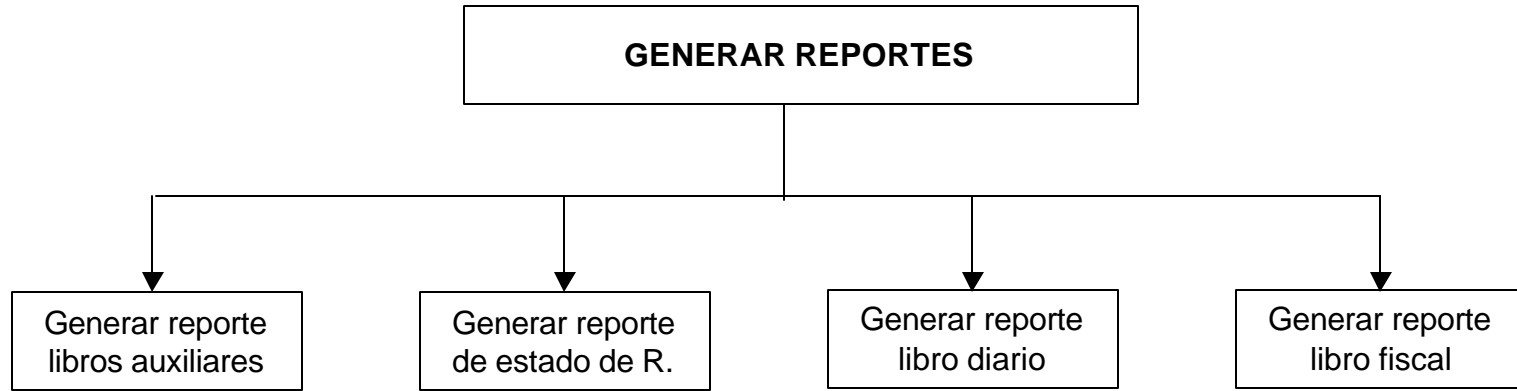 GENERAR REPORTES
Generar reporte
libros auxiliares
Generar reporte
de estado de R.
Generar reporte
libro diario
Generar reporte
libro fiscal